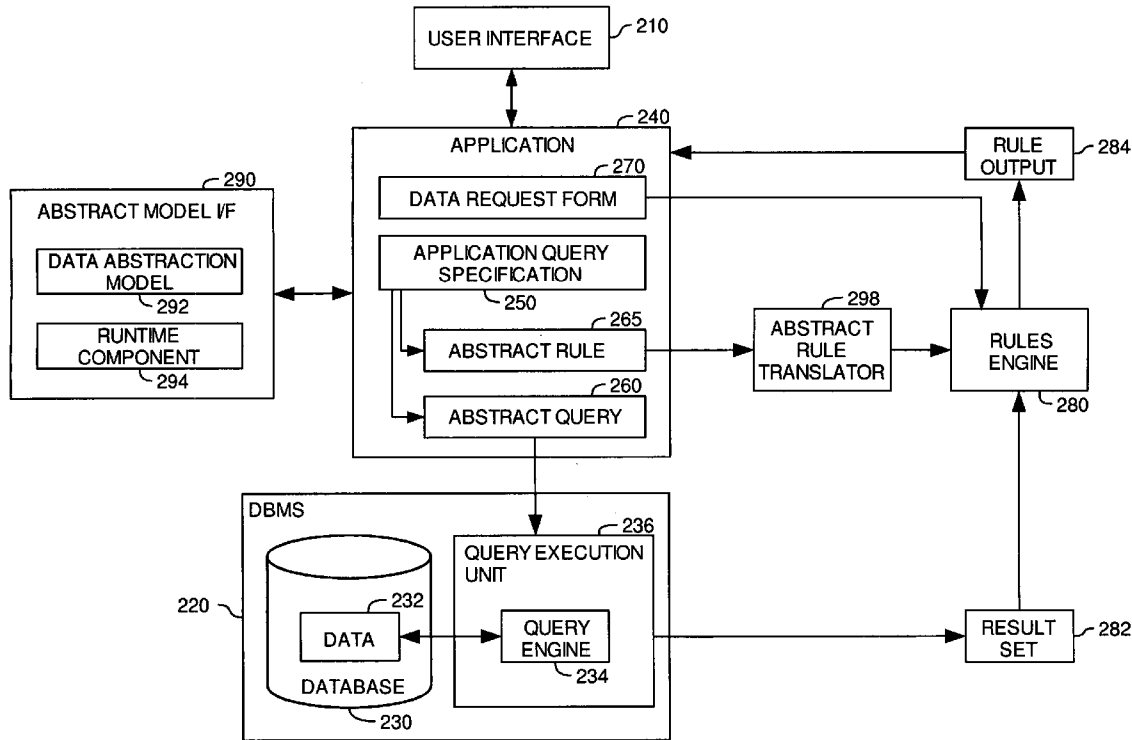 USER INTERFACE
210
240
APPLICATION
270
DATA REQUEST FORM
APPLICATION QUERY
SPECIFICATION
250
265
ABSTRACT RULE
260
ABSTRACT QUERY
290
ABSTRACT MODEL I/F
DATA ABSTRACTION
MODEL
292
RUNTIME
COMPONENT
294
RULE
OUTPUT
284
298
ABSTRACT
RULE
TRANSLATOR
RULES
ENGINE
280
DBMS
220
232
DATA
DATABASE
230
236
QUERY EXECUTION
UNIT
QUERY
ENGINE
234
RESULT
SET
282